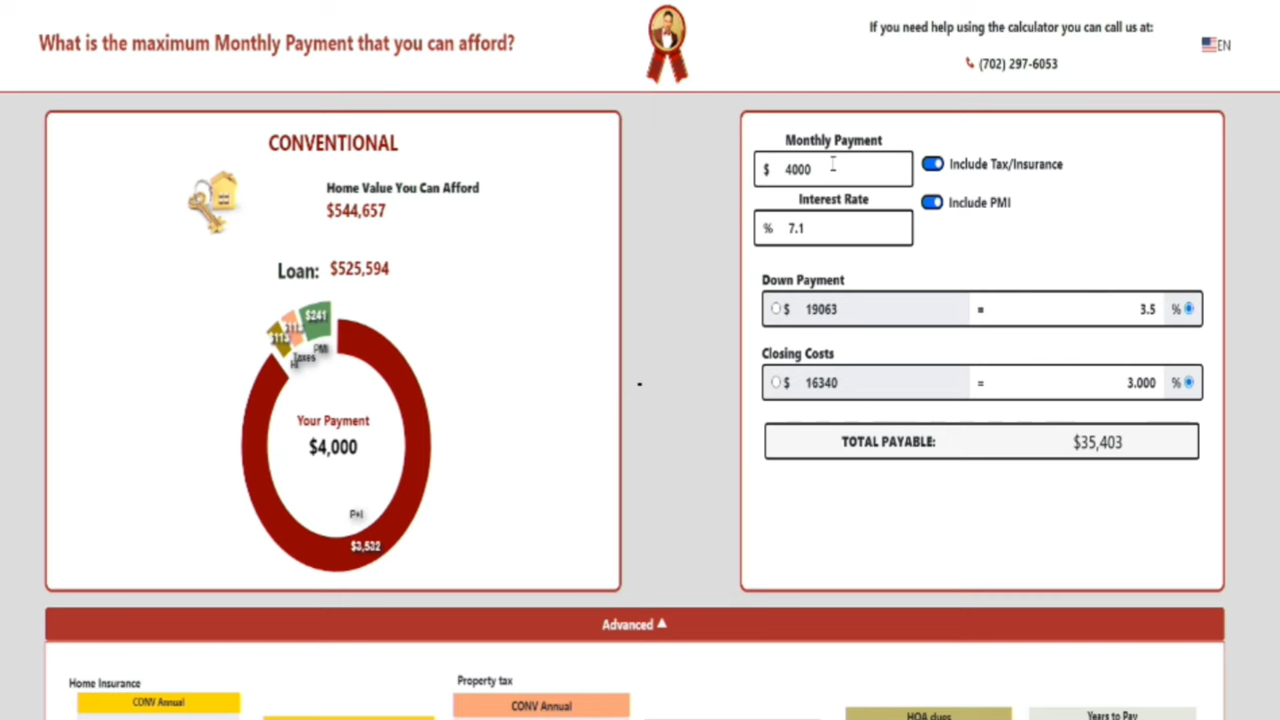 What is the maximum Monthly Payment that you can afford?
If you need help using the calculator you can call us at:
(702) 297-6053
EN
CONVENTIONAL
Home Value You Can Afford
$544,657
Loan: $525,594
$241
PMI
Taxes
HI
Your Payment
$4,000
P+I
$3,532
Monthly Payment
$ 4000
Include Tax/Insurance
Interest Rate
Include PMI
% 7.1
Down Payment
$ 19063 = 3.5 %
Closing Costs
$ 16340 = 3.000 %
TOTAL PAYABLE: $35,403
Advanced
Home Insurance
CONV Annual
Property tax
CONV Annual
HOA dues
Years to Pay